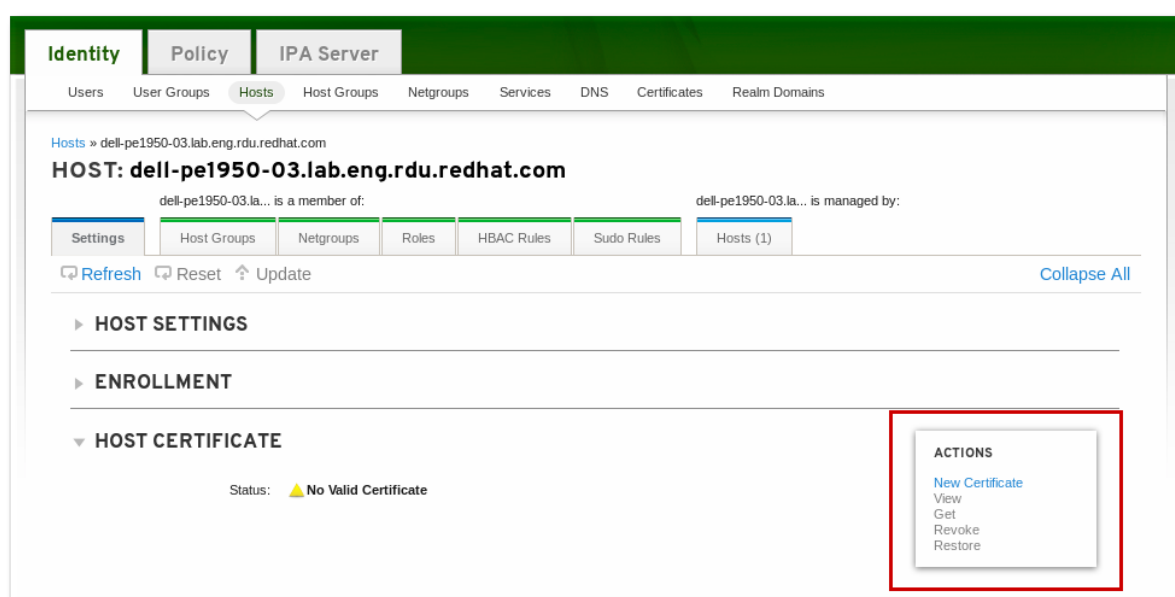 Identity Policy IPA Server
Users User Groups Hosts Host Groups Netgroups Services DNS Certificates Realm Domains
Hosts » dell-pe1950-03.lab.eng.rdu.redhat.com
HOST: dell-pe1950-03.lab.eng.rdu.redhat.com
dell-pe1950-03.la... is a member of: dell-pe1950-03.la... is managed by:
Settings Host Groups Netgroups Roles HBAC Rules Sudo Rules Hosts (1)
Refresh Reset Update Collapse All
HOST SETTINGS
ENROLLMENT
HOST CERTIFICATE
Status: No Valid Certificate
ACTIONS
New Certificate
View
Get
Revoke
Restore